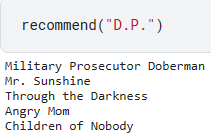 recommend("D.P.")
Military Prosecutor Doberman
Mr. Sunshine
Through the Darkness
Angry Mom
Children of Nobody